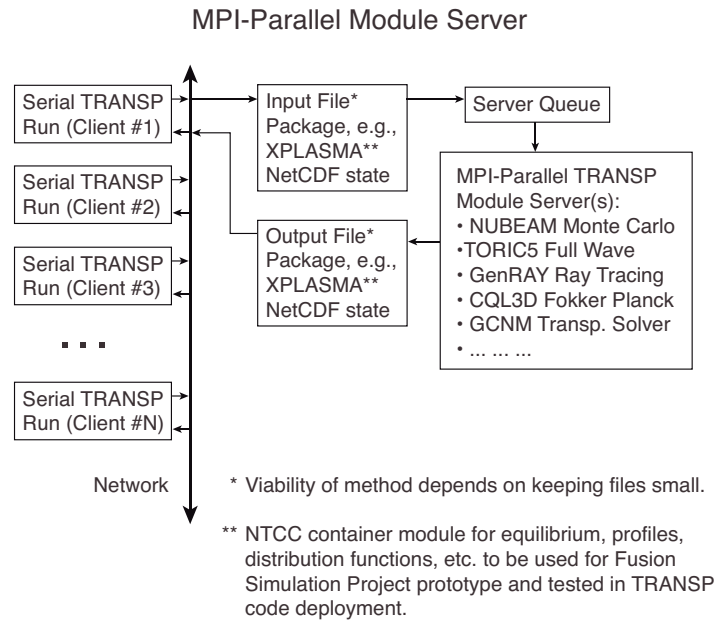 MPI-Parallel Module Server
Serial TRANSP
Run (Client #1)
Serial TRANSP
Run (Client #2)
Serial TRANSP
Run (Client #3)
. . .
Serial TRANSP
Run (Client #N)
Network
Input File*
Package, e.g.,
XPLASMA**
NetCDF state
Output File*
Package, e.g.,
XPLASMA**
NetCDF state
Server Queue
MPI-Parallel TRANSP
Module Server(s):
• NUBEAM Monte Carlo
•TORIC5 Full Wave
• GenRAY Ray Tracing
• CQL3D Fokker Planck
• GCNM Transp. Solver
• ... ... ...
* Viability of method depends on keeping files small.
** NTCC container module for equilibrium, profiles,
distribution functions, etc. to be used for Fusion
Simulation Project prototype and tested in TRANSP
code deployment.